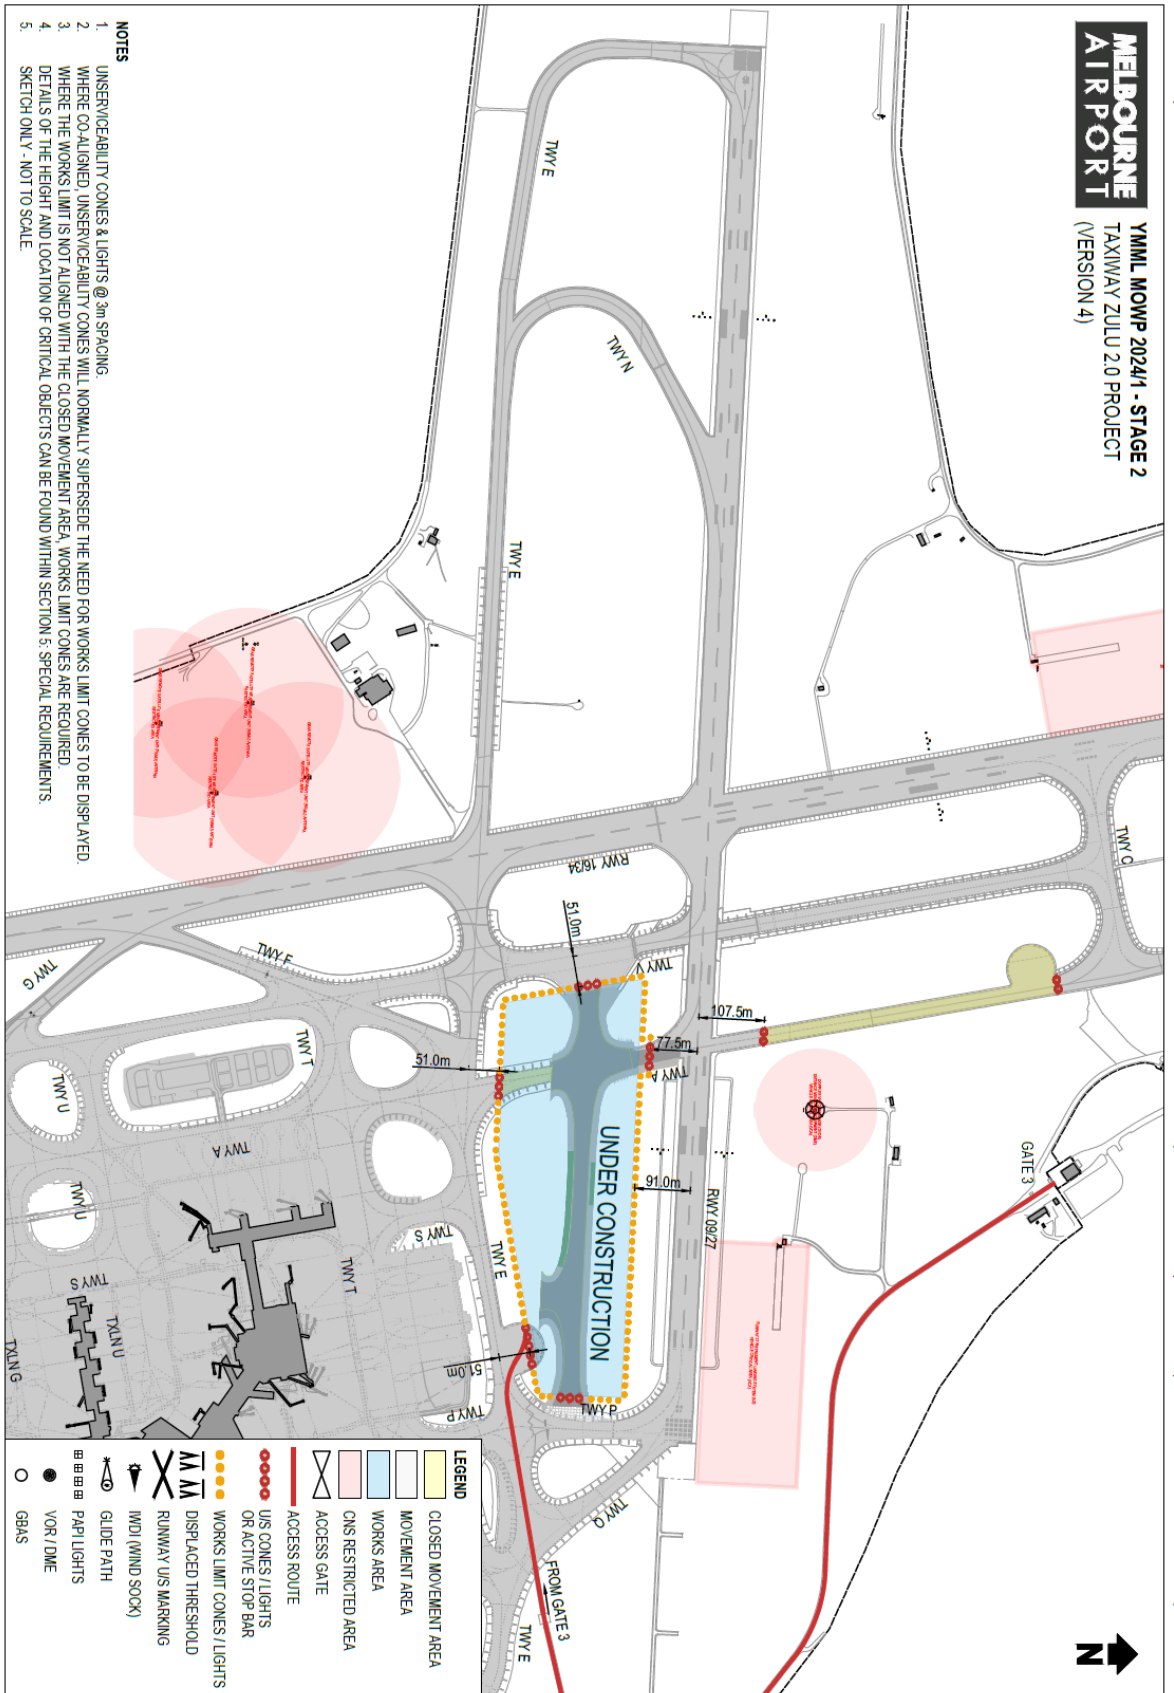 MELBOURNE
AIRPORT
YMML MOWP 2024/1 - STAGE 2
TAXIWAY ZULU 2.0 PROJECT
(VERSION 4)
N
TWY E
TWY N
TWY E
TWY C
RWY 16/34
51.0m
TWY V
TWY F
TWY G
107.5m
77.5m
TWY A
51.0m
TWY T
TWY U
TWY A
TWY U
UNDER CONSTRUCTION
91.0m
RWY 09/27
GATE 3
TWY S
TWY E
TWY T
TWY S
TXLN U
TXLN G
51.0m
TWY P
TWY P
TWY Q
FROM GATE 3
TWY E
NOTES
1. UNSERVICEABILITY CONES & LIGHTS @ 3m SPACING.
2. WHERE CO-ALIGNED, UNSERVICEABILITY CONES WILL NORMALLY SUPERSEDE THE NEED FOR WORKS LIMIT CONES TO BE DISPLAYED.
3. WHERE THE WORKS LIMIT IS NOT ALIGNED WITH THE CLOSED MOVEMENT AREA, WORKS LIMIT CONES ARE REQUIRED.
4. DETAILS OF THE HEIGHT AND LOCATION OF CRITICAL OBJECTS CAN BE FOUND WITHIN SECTION 5: SPECIAL REQUIREMENTS.
5. SKETCH ONLY - NOT TO SCALE.
LEGEND
CLOSED MOVEMENT AREA
MOVEMENT AREA
WORKS AREA
CNS RESTRICTED AREA
ACCESS GATE
ACCESS ROUTE
U/S CONES / LIGHTS
OR ACTIVE STOP BAR
WORKS LIMIT CONES / LIGHTS
DISPLACED THRESHOLD
RUNWAY U/S MARKING
IWDI (WIND SOCK)
GLIDE PATH
PAPI LIGHTS
VOR / DME
GBAS